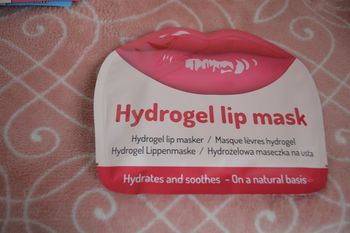 Hydrogel lip mask
Hydrogel lip masker / Masque lèvres hydrogel
Hydrogel Lippenmaske / Hydrożelowa maseczka na usta
Hydrates and soothes - On a natural basis